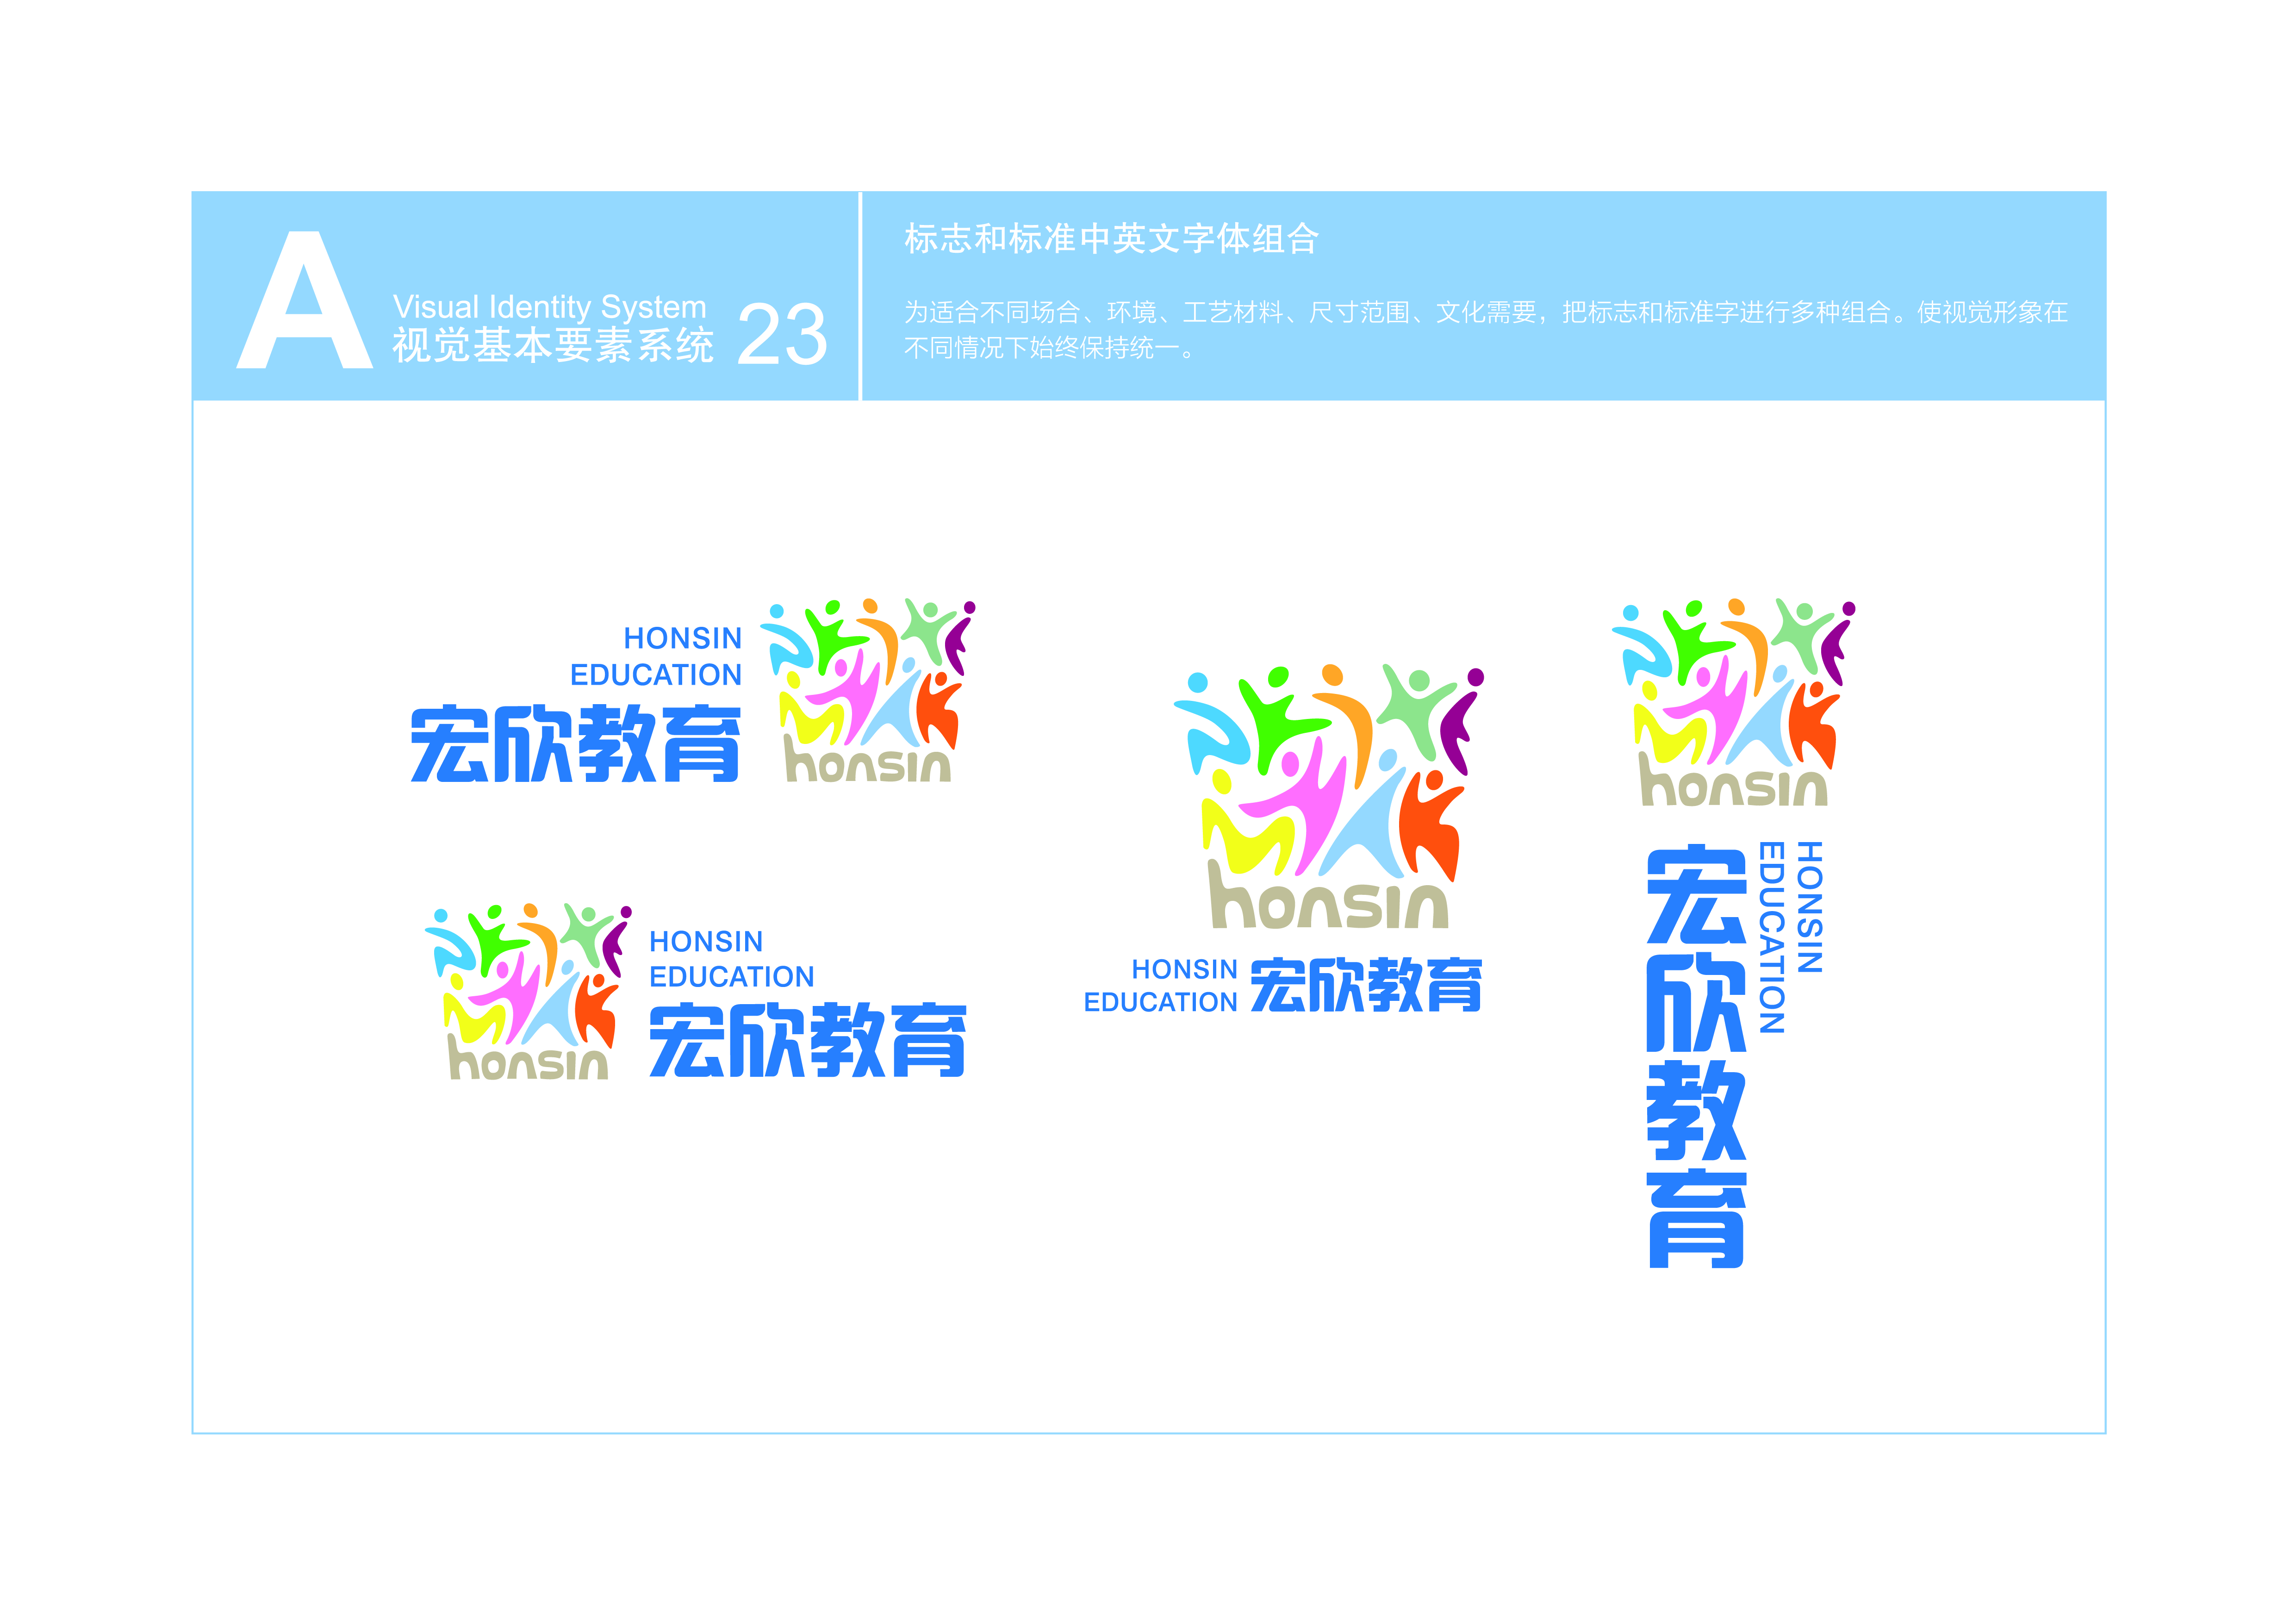 A
Visual Identity System
视觉基本要素系统
23
标志和标准中英文字体组合
为适合不同场合、环境、工艺材料、尺寸范围、文化需要，把标志和标准字进行多种组合。使视觉形象在
不同情况下始终保持统一。
HONSIN
EDUCATION
宏欣教育
honsin
honsin
HONSIN
EDUCATION
宏欣教育
honsin
HONSIN
EDUCATION
宏欣教育
honsin
HONSIN
EDUCATION
宏欣教育